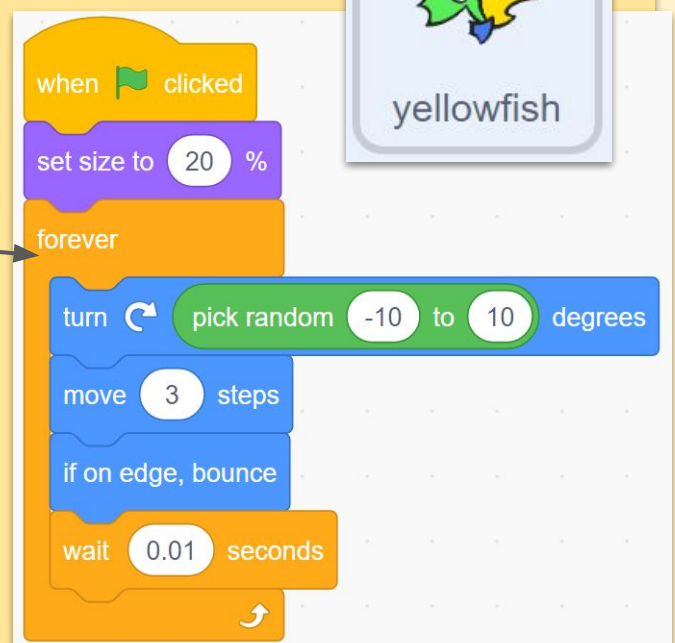 yellowfish
when clicked
set size to 20 %
forever
turn pick random -10 to 10 degrees
move 3 steps
if on edge, bounce
wait 0.01 seconds